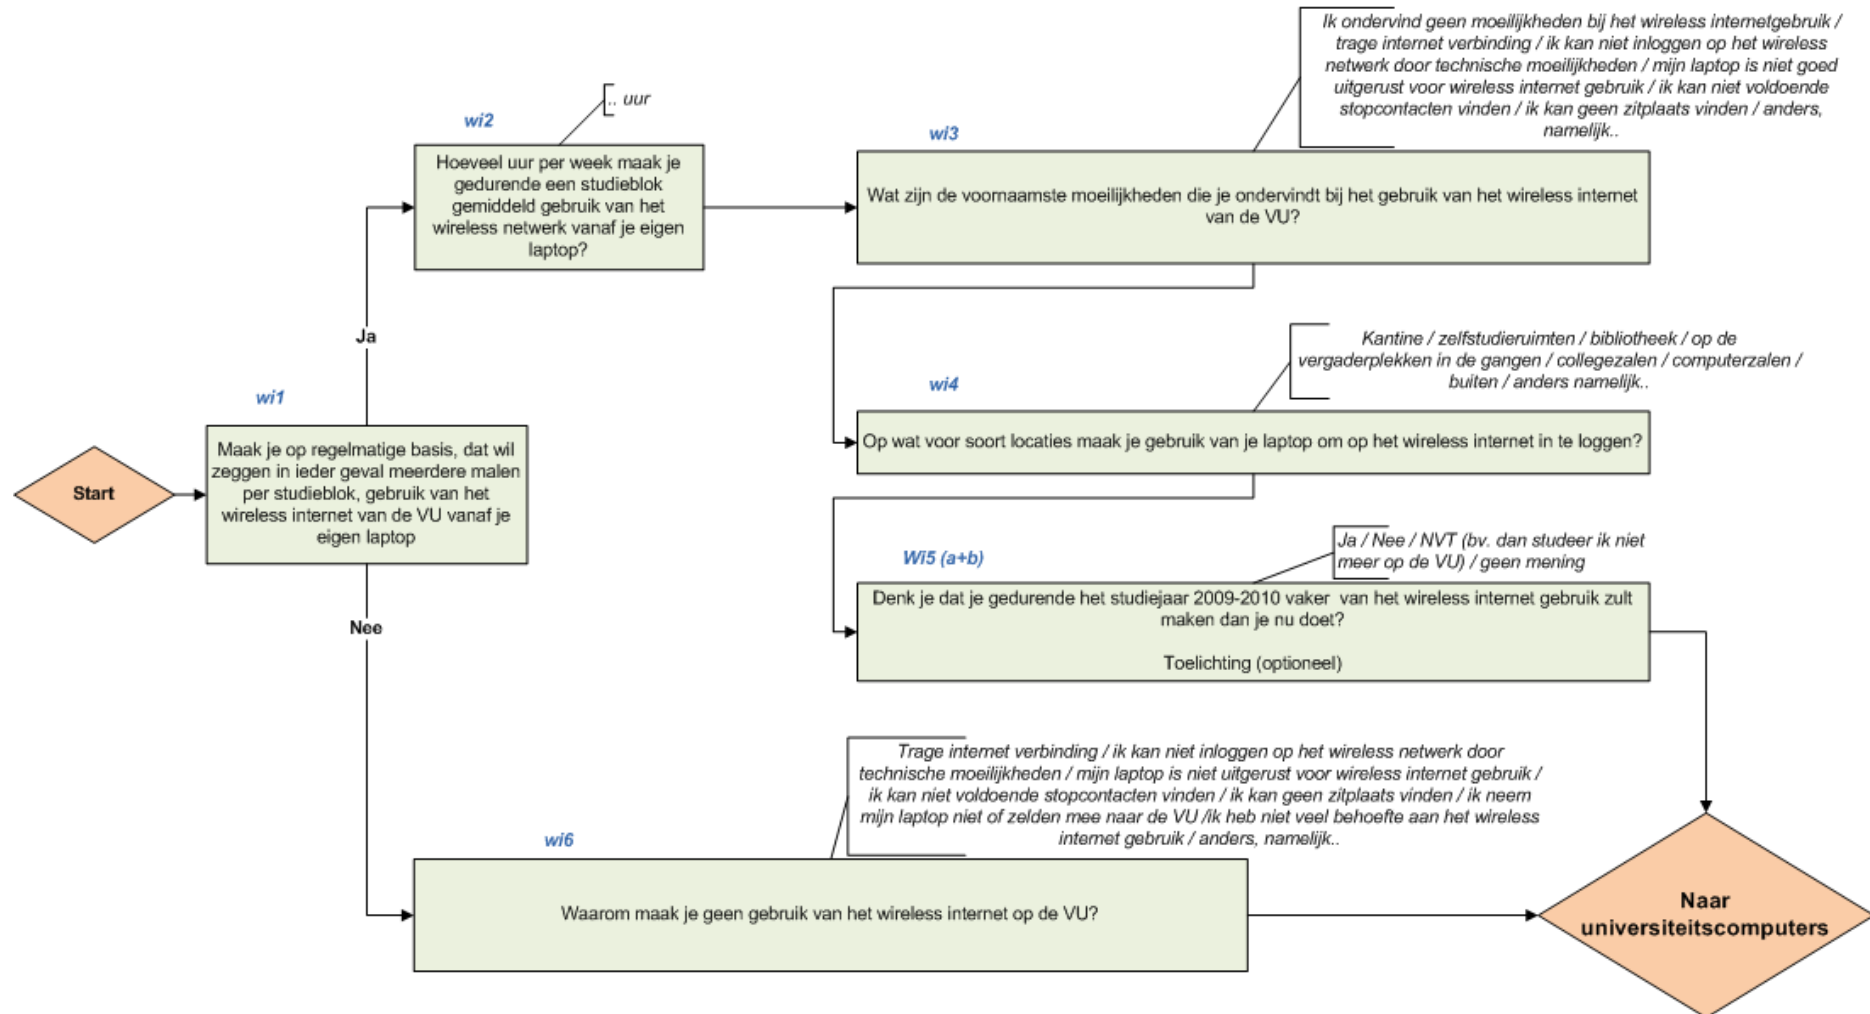 Ik ondervind geen moeilijkheden bij het wireless internetgebruik /
trage internet verbinding / ik kan niet inloggen op het wireless
netwerk door technische moeilijkheden / mijn laptop is niet goed
uitgerust voor wireless internet gebruik / ik kan niet voldoende
stopcontacten vinden / ik kan geen zitplaats vinden / anders,
namelijk..
.. uur
wi2
wi3
Hoeveel uur per week maak je
gedurende een studieblok
gemiddeld gebruik van het
wireless netwerk vanaf je eigen
laptop?
Wat zijn de voornaamste moeilijkheden die je ondervindt bij het gebruik van het wireless internet
van de VU?
Ja
Kantine / zelfstudieruimten / bibliotheek / op de
vergaderplekken in de gangen / collegezalen / computerzalen /
buiten / anders namelijk..
wi4
wi1
Op wat voor soort locaties maak je gebruik van je laptop om op het wireless internet in te loggen?
Start
Maak je op regelmatige basis, dat wil
zeggen in ieder geval meerdere malen
per studieblok, gebruik van het
wireless internet van de VU vanaf je
eigen laptop
Ja / Nee / NVT (bv. dan studeer ik niet
meer op de VU) / geen mening
Wi5 (a+b)
Denk je dat je gedurende het studiejaar 2009-2010 vaker van het wireless internet gebruik zult
maken dan je nu doet?
Toelichting (optioneel)
Nee
Trage internet verbinding / ik kan niet inloggen op het wireless netwerk door
technische moeilijkheden / mijn laptop is niet uitgerust voor wireless internet gebruik /
ik kan niet voldoende stopcontacten vinden / ik kan geen zitplaats vinden / ik neem
mijn laptop niet of zelden mee naar de VU /ik heb niet veel behoefte aan het wireless
internet gebruik / anders, namelijk..
wi6
Waarom maak je geen gebruik van het wireless internet op de VU?
Naar
universiteitscomputers